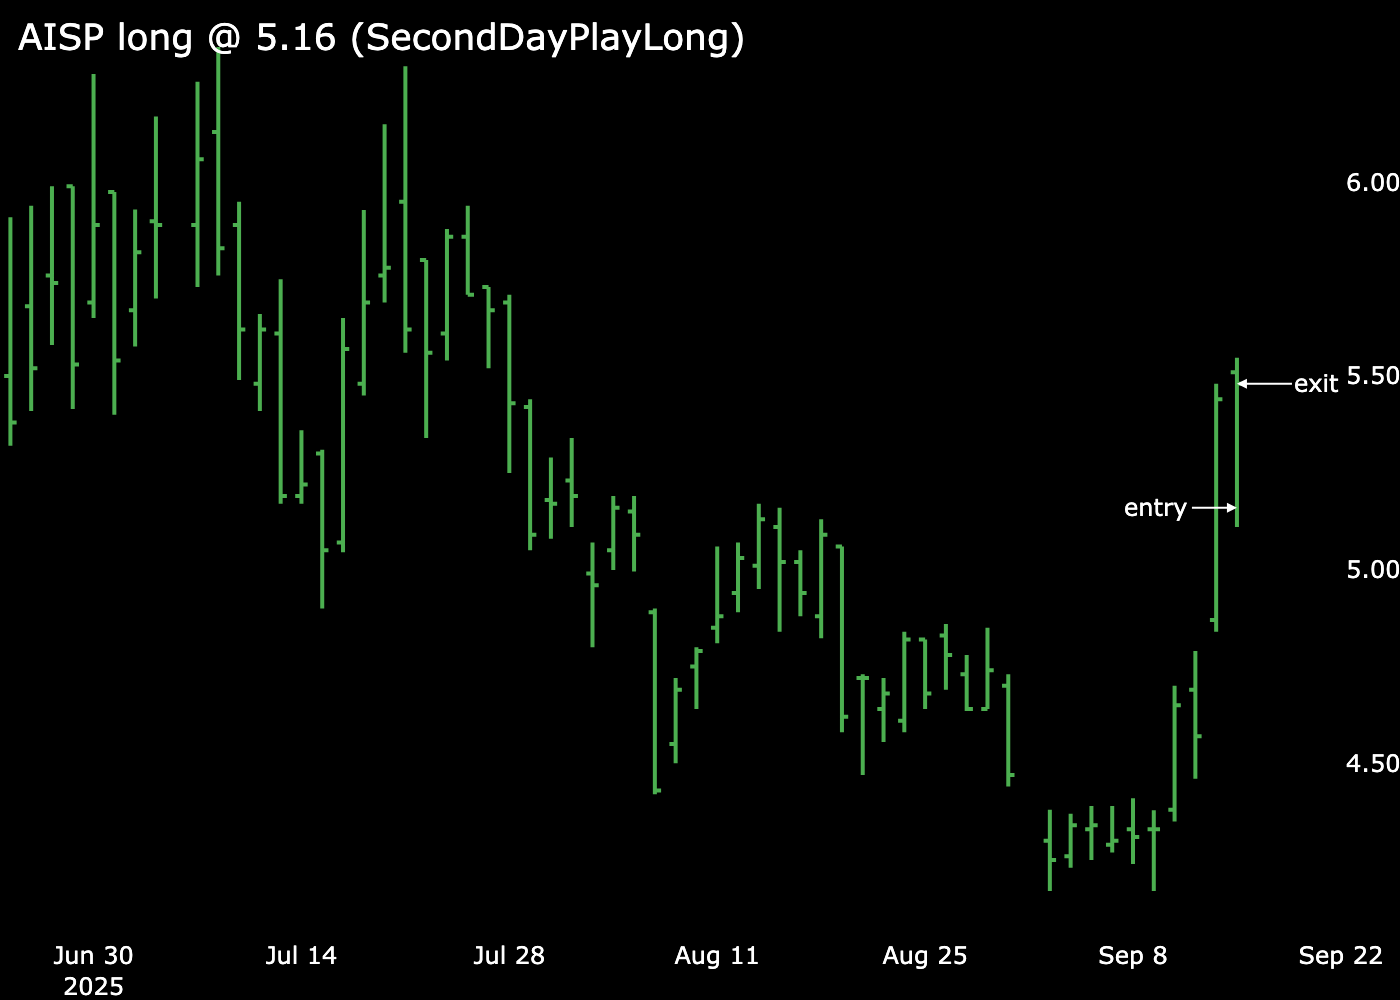 AISP long @ 5.16 (SecondDayPlayLong)
6.00
exit
5.50
entry
5.00
4.50
Jun 30 Jul 14 Jul 28 Aug 11 Aug 25 Sep 8 Sep 22
2025